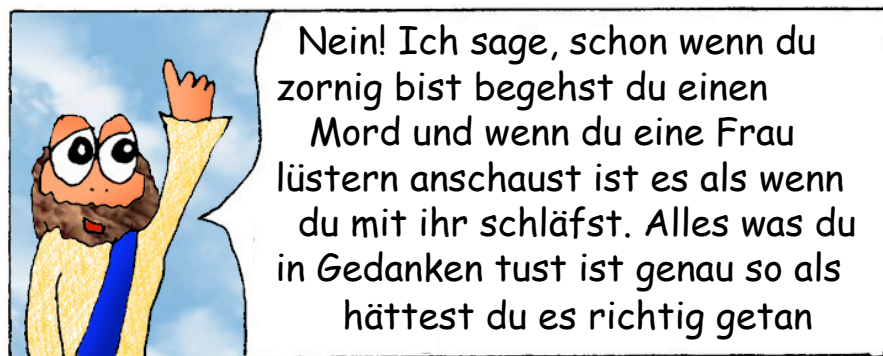 Nein! Ich sage, schon wenn du
zornig bist begehst du einen
Mord und wenn du eine Frau
lüstern anschaust ist es als wenn
du mit ihr schläfst. Alles was du
in Gedanken tust ist genau so als
hättest du es richtig getan